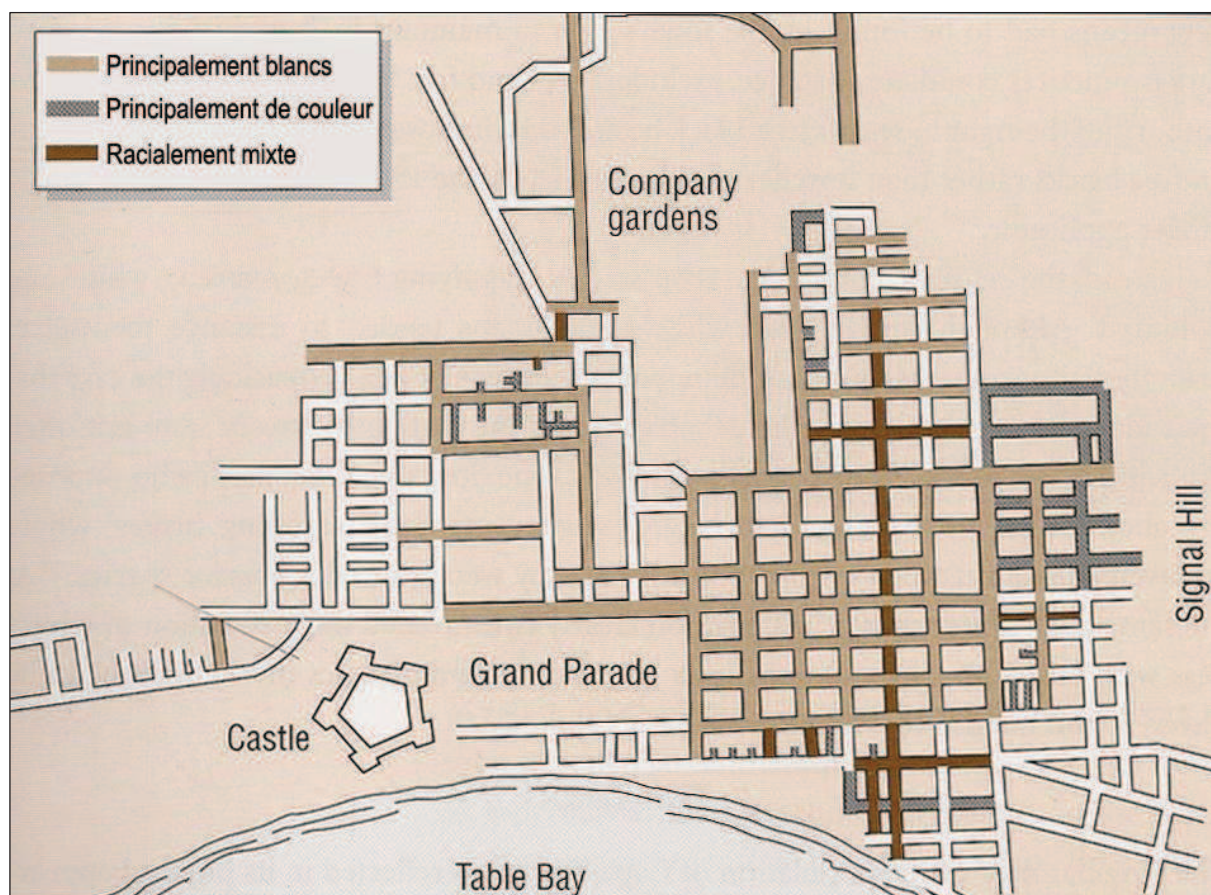 Principalement blancs
Principalement de couleur
Racialement mixte
Company
gardens
Signal Hill
Grand Parade
Castle
Table Bay